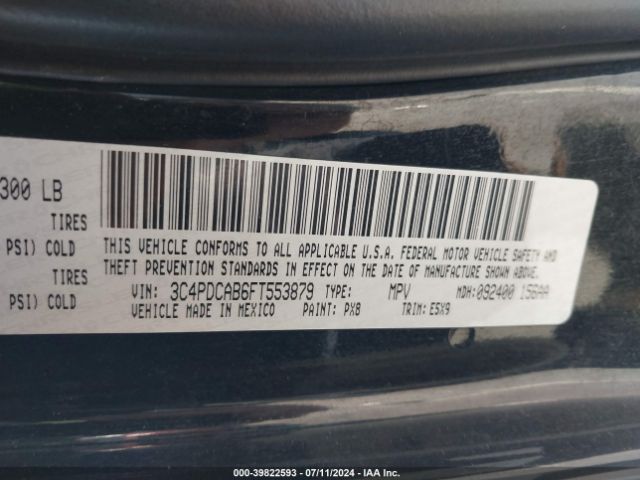 300 LB
TIRES
PSI) COLD
TIRES
PSI) COLD
THIS VEHICLE CONFORMS TO ALL APPLICABLE U.S.A. FEDERAL MOTOR VEHICLE SAFETY AND
THEFT PREVENTION STANDARDS IN EFFECT ON THE DATE OF MANUFACTURE SHOWN ABOVE.
VIN: 3C4PDCAB6FT553879 TYPE: MPV MDH:092400 156AA
VEHICLE MADE IN MEXICO PAINT: PX8 TRIM: E5X9
000-39822593 - 07/11/2024 - IAA Inc.